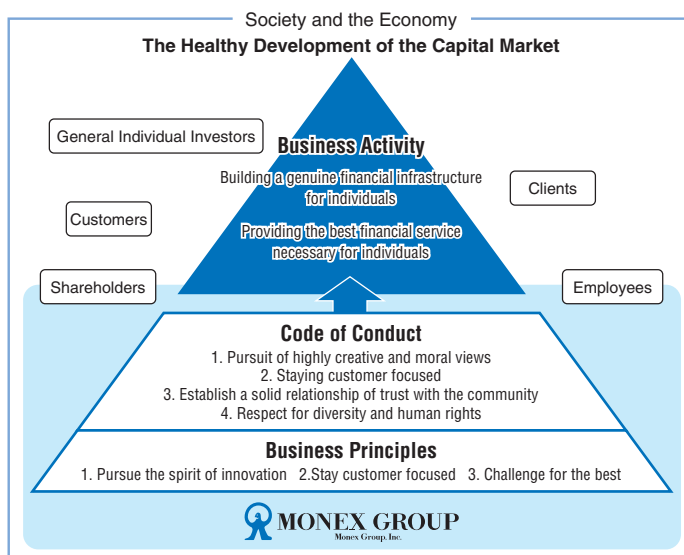 Society and the Economy
The Healthy Development of the Capital Market
General Individual Investors
Business Activity
Building a genuine financial infrastructure
for individuals
Clients
Customers
Providing the best financial service
necessary for individuals
Shareholders
Employees
Code of Conduct
1. Pursuit of highly creative and moral views
2. Staying customer focused
3. Establish a solid relationship of trust with the community
4. Respect for diversity and human rights
Business Principles
1. Pursue the spirit of innovation 2.Stay customer focused 3. Challenge for the best
MONEX GROUP
Monex Group, Inc.